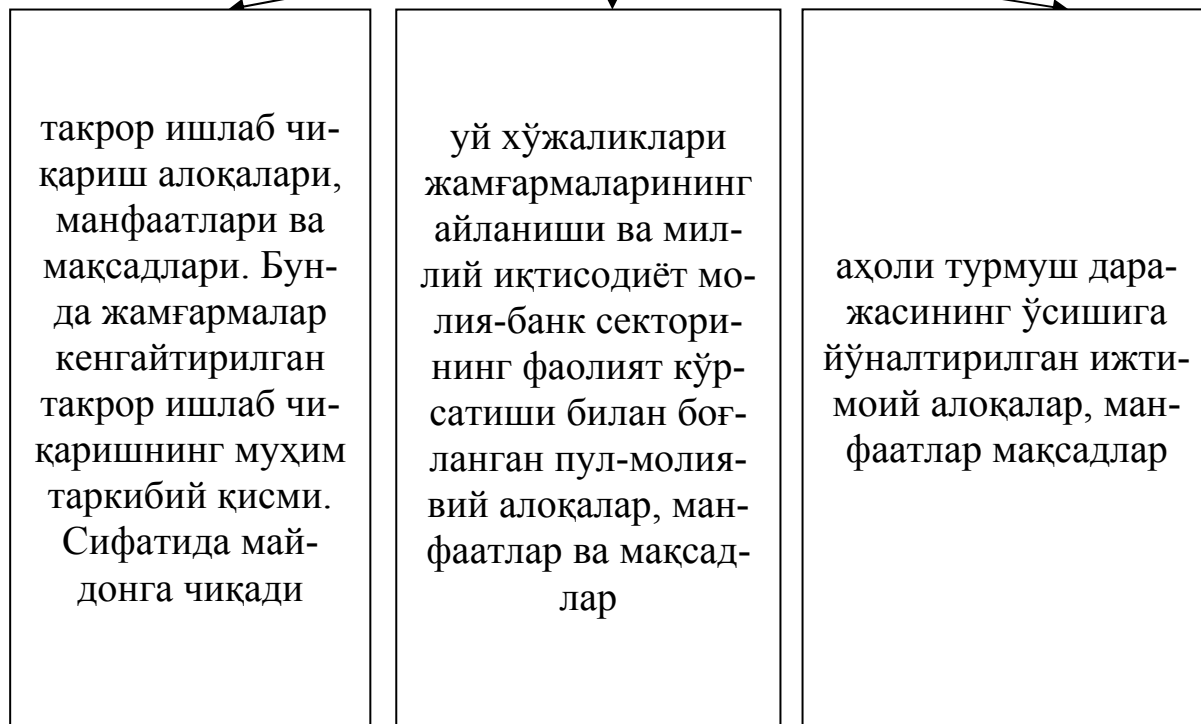 такрор ишлаб чи-
қариш алоқалари,
манфаатлари ва
мақсадлари. Бун-
да жамғармалар
кенгайтирилган
такрор ишлаб чи-
қаришнинг муҳим
таркибий қисми.
Сифатида май-
донга чиқади
уй хўжаликлари
жамғармаларининг
айланиши ва мил-
лий иқтисодиёт мо-
лия-банк сектори-
нинг фаолият кўр-
сатиши билан боғ-
ланган пул-молия-
вий алоқалар, ман-
фаатлар ва мақсад-
лар
аҳоли турмуш дара-
жасининг ўсишига
йўналтирилган ижти-
моий алоқалар, ман-
фаатлар мақсадлар